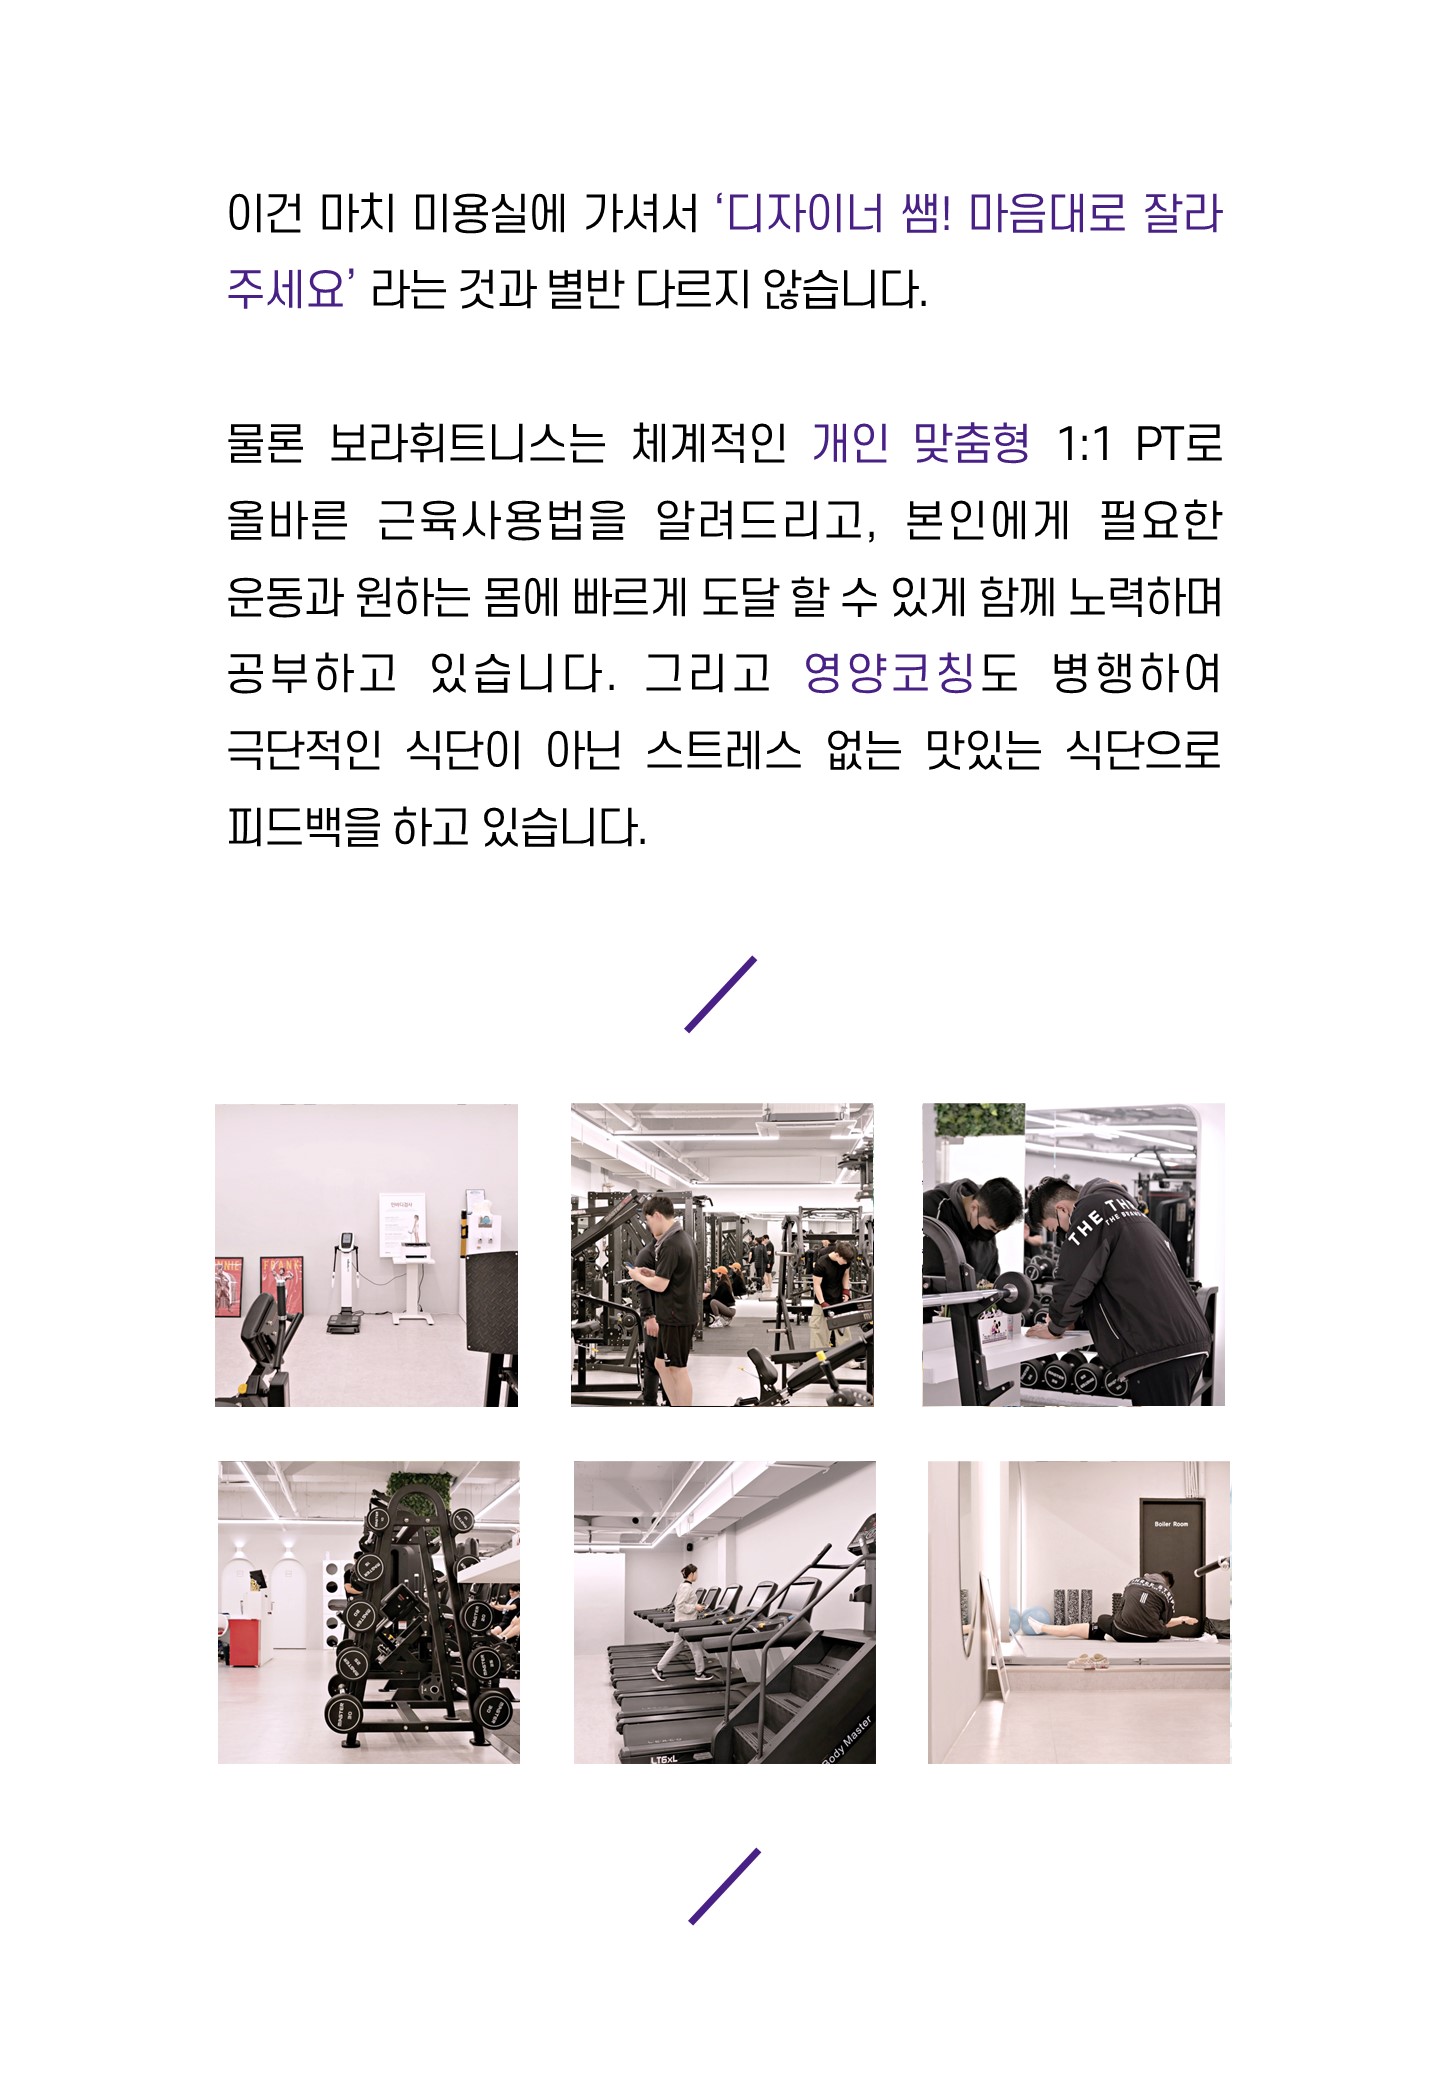 이건 마치 미용실에 가셔서 ‘디자이너 쌤! 마음대로 잘라
주세요’ 라는 것과 별반 다르지 않습니다.
물론 보라휘트니스는 체계적인 개인 맞춤형 1:1 PT로
올바른 근육사용법을 알려드리고, 본인에게 필요한
운동과 원하는 몸에 빠르게 도달 할 수 있게 함께 노력하며
공부하고 있습니다. 그리고 영양코칭도 병행하여
극단적인 식단이 아닌 스트레스 없는 맛있는 식단으로
피드백을 하고 있습니다.
FRANK
THE
Boiler Room
MASTER
LT6xL
Body Master